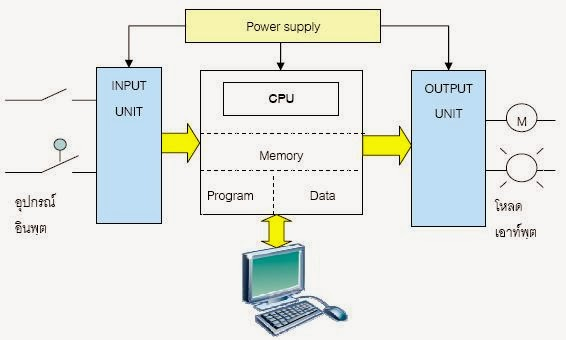 Power supply
INPUT
UNIT
CPU
Memory
Program
Data
OUTPUT
UNIT
M
อุปกรณ์
อินพุต
โหลด
เอาท์พุต